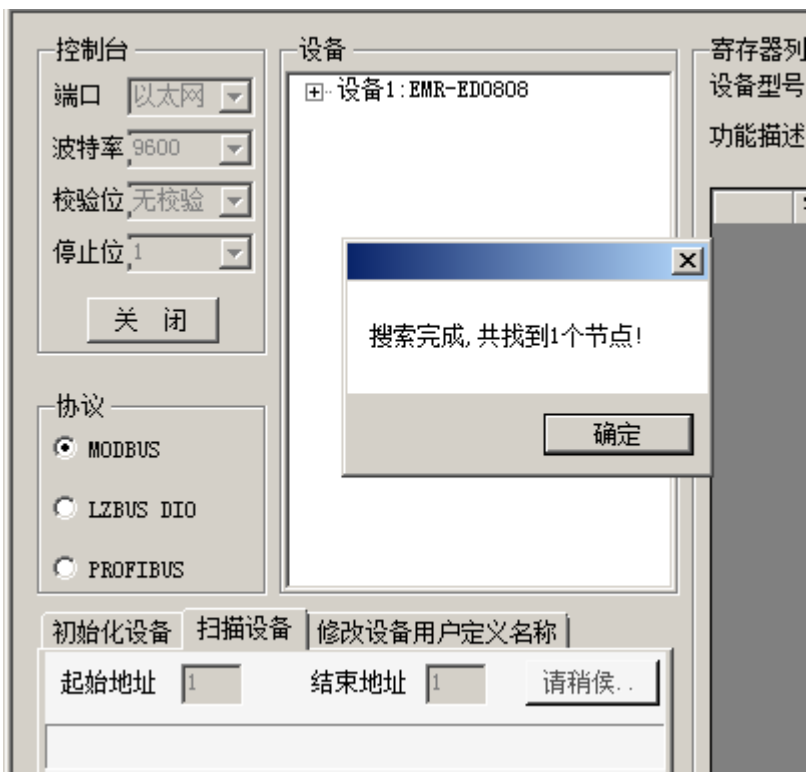 控制台
端口 以太网
波特率 9600
校验位 无校验
停止位 1
关 闭
协议
MODBUS
LZBUS DIO
PROFIBUS
设备
设备1:EMR-ED0808
搜索完成,共找到1个节点!
确定
寄存器列
设备型号
功能描述
初始化设备 扫描设备 修改设备用户定义名称
起始地址 1 结束地址 1 请稍侯..